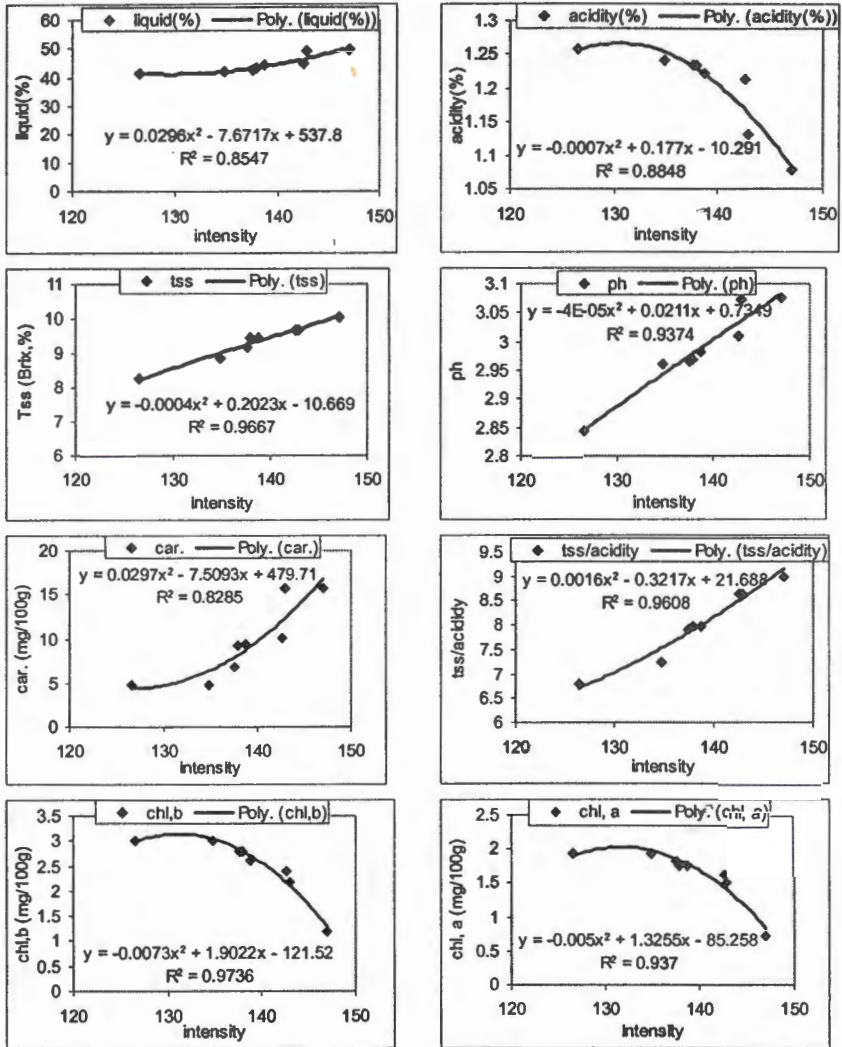 liquid(%) Poly. (liquid(%))
60
50
40
30
20
10
0
liquid(%)
y = 0.0296x² - 7.6717x + 537.8
R² = 0.8547
120 130 140 150
intensity
acidity(%) Poly. (acidity(%))
1.3
1.25
1.2
1.15
1.1
1.05
acidity(%)
y = -0.0007x² + 0.177x - 10.291
R² = 0.8848
120 130 140 150
intensity
tss Poly. (tss)
11
10
9
8
7
6
Tss (Brix,%)
y = -0.0004x² + 0.2023x - 10.669
R² = 0.9667
120 130 140 150
intensity
ph Poly. (ph)
3.1
3.05
3
2.95
2.9
2.85
2.8
ph
y = -4E-05x² + 0.0211x + 0.7349
R² = 0.9374
120 130 140 150
intensity
car. Poly. (car.)
20
15
10
5
0
car. (mg/100g)
y = 0.0297x² - 7.5093x + 479.71
R² = 0.8285
120 130 140 150
intensity
tss/acidity Poly. (tss/acidity)
9.5
9
8.5
8
7.5
7
6.5
6
tss/acididy
y = 0.0016x² - 0.3217x + 21.688
R² = 0.9608
120 130 140 150
intensity
chl,b Poly. (chl,b)
3.5
3
2.5
2
1.5
1
0.5
0
chl,b (mg/100g)
y = -0.0073x² + 1.9022x - 121.52
R² = 0.9736
120 130 140 150
intensity
chl, a Poly. (chl, a)
2.5
2
1.5
1
0.5
0
chl, a (mg/100g)
y = -0.005x² + 1.3255x - 85.258
R² = 0.937
120 130 140 150
intensity